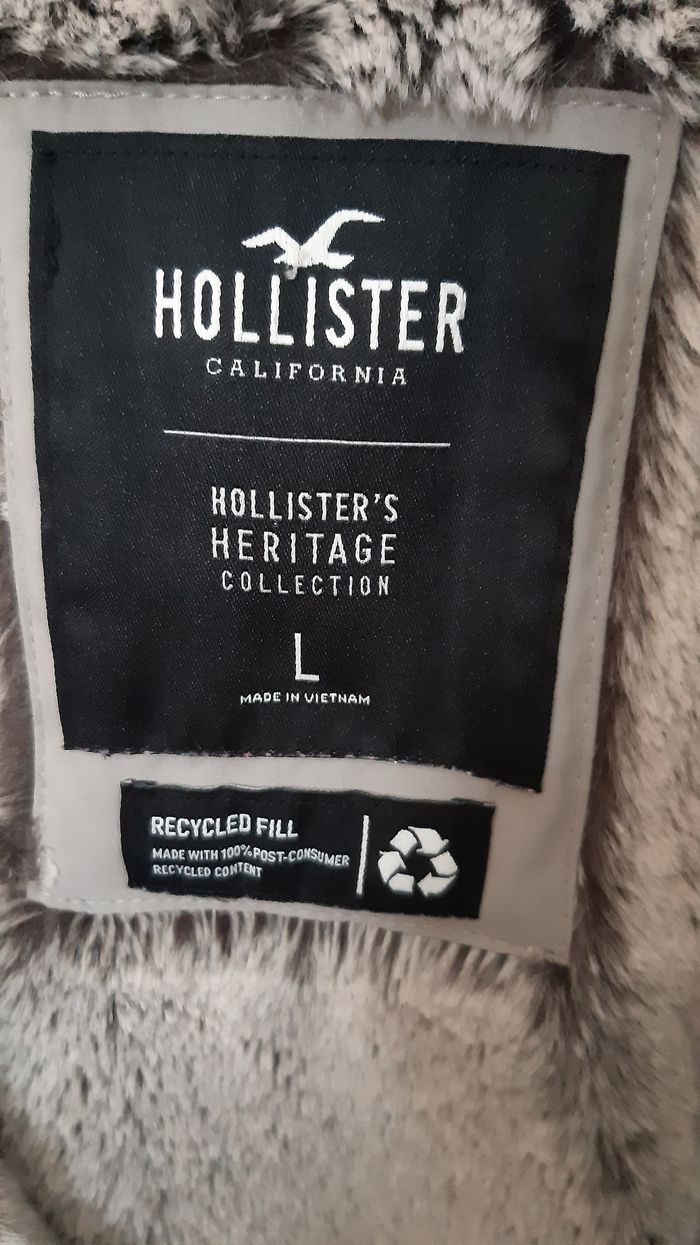 HOLLISTER
CALIFORNIA
HOLLISTER'S
HERITAGE
COLLECTION
L
MADE IN VIETNAM
RECYCLED FILL
MADE WITH 100% POST-CONSUMER
RECYCLED CONTENT